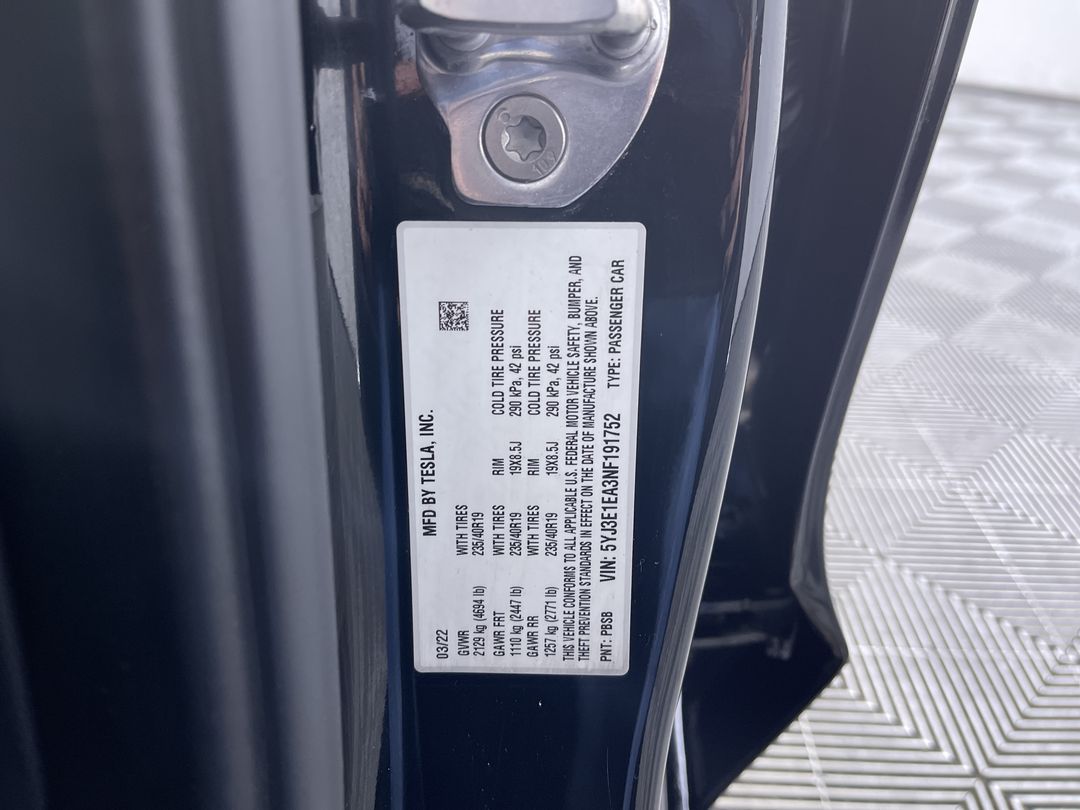 MFD BY TESLA, INC.
03/22
GVWR WITH TIRES
2129 kg (4694 lb) 235/40R19
GAWR FRT WITH TIRES RIM COLD TIRE PRESSURE
1110 kg (2447 lb) 235/40R19 19X8.5J 290 kPa, 42 psi
GAWR RR WITH TIRES RIM COLD TIRE PRESSURE
1257 kg (2771 lb) 235/40R19 19X8.5J 290 kPa, 42 psi
THIS VEHICLE CONFORMS TO ALL APPLICABLE U.S. FEDERAL MOTOR VEHICLE SAFETY, BUMPER, AND
THEFT PREVENTION STANDARDS IN EFFECT ON THE DATE OF MANUFACTURE SHOWN ABOVE.
PNT: PBSB VIN: 5YJ3E1EA3NF191752 TYPE: PASSENGER CAR